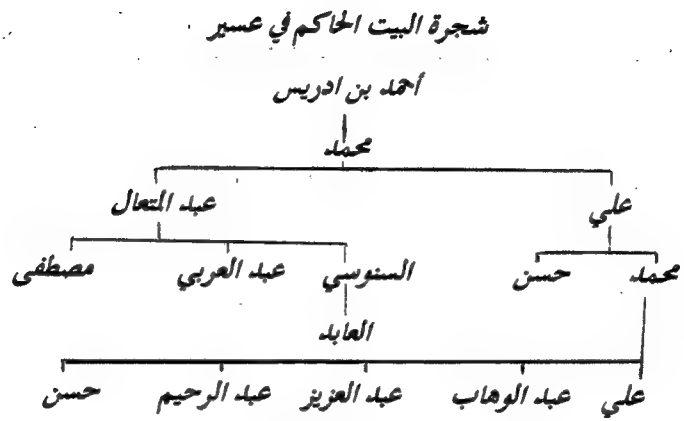 شجرة البيت الحاكم في عسير
أحمد بن ادريس
محمد
علي عبد المتعال
محمد حسن السنوسي عبد العربي مصطفى
العابد
علي عبد الوهاب عبد العزيز عبد الرحيم حسن